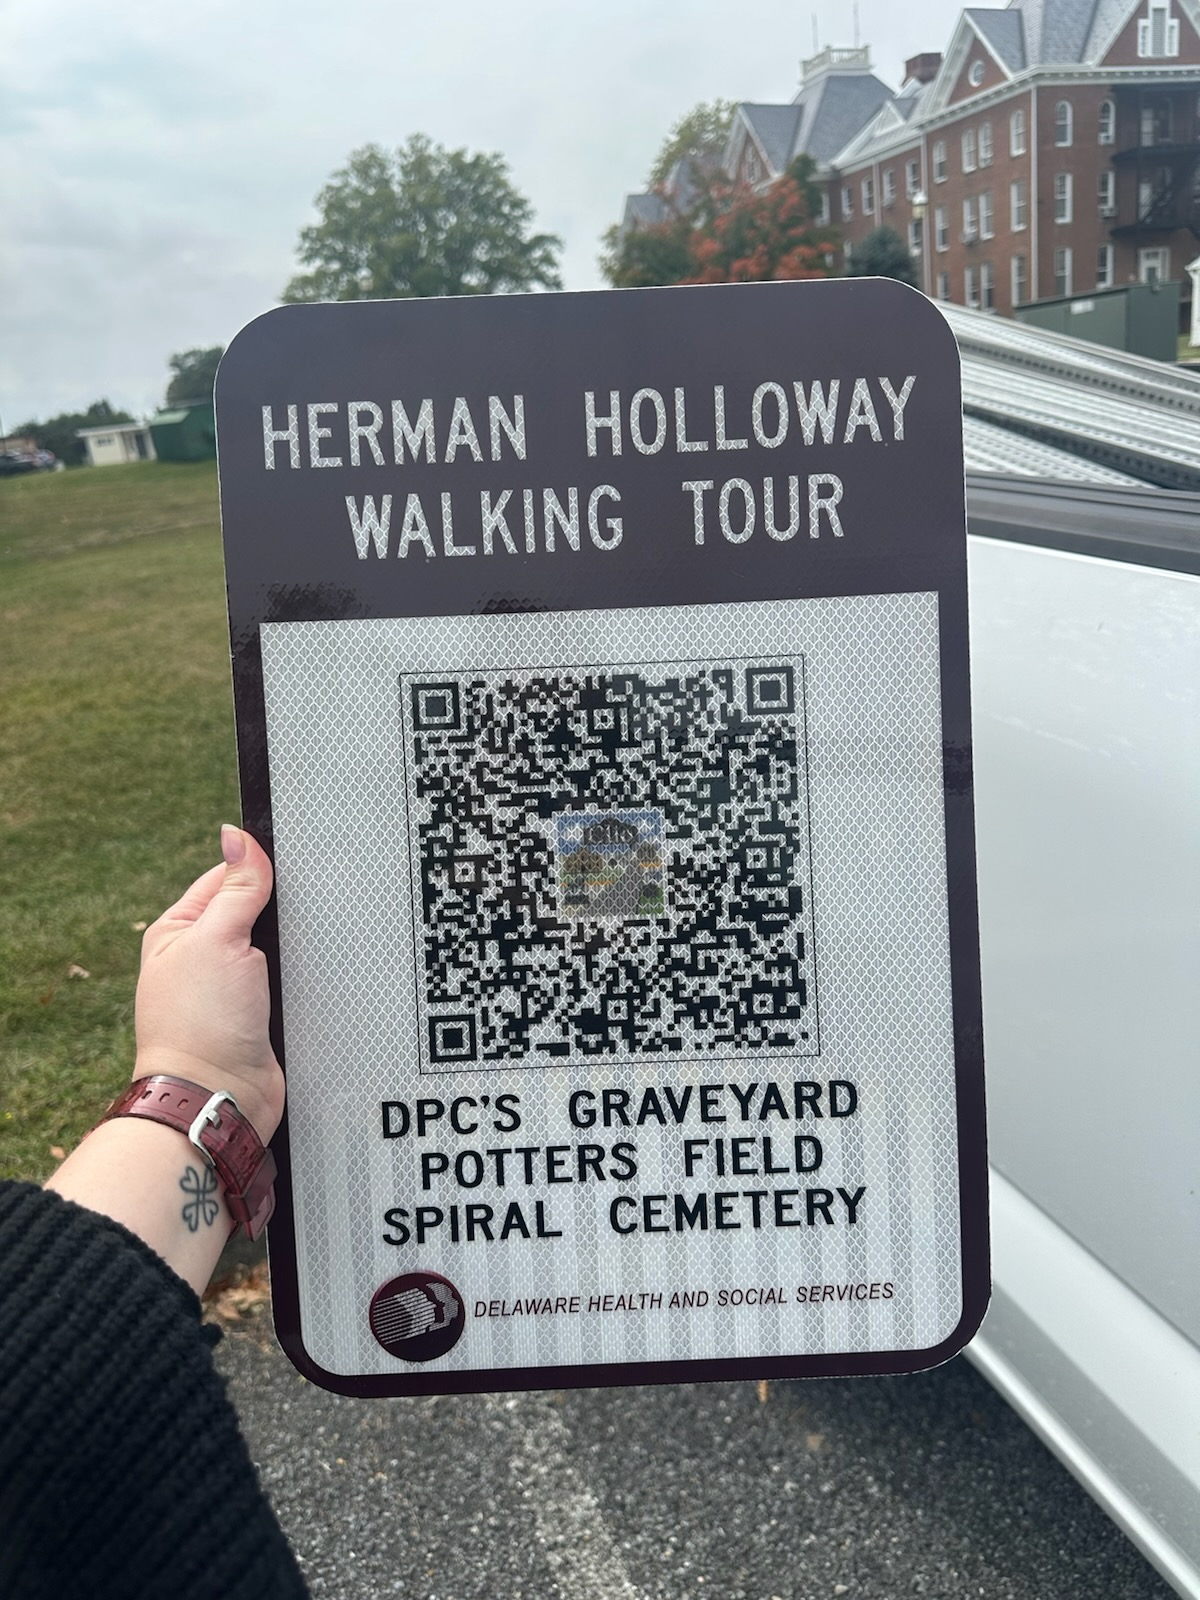 HERMAN HOLLOWAY
WALKING TOUR
DPC'S GRAVEYARD
POTTERS FIELD
SPIRAL CEMETERY
DELAWARE HEALTH AND SOCIAL SERVICES